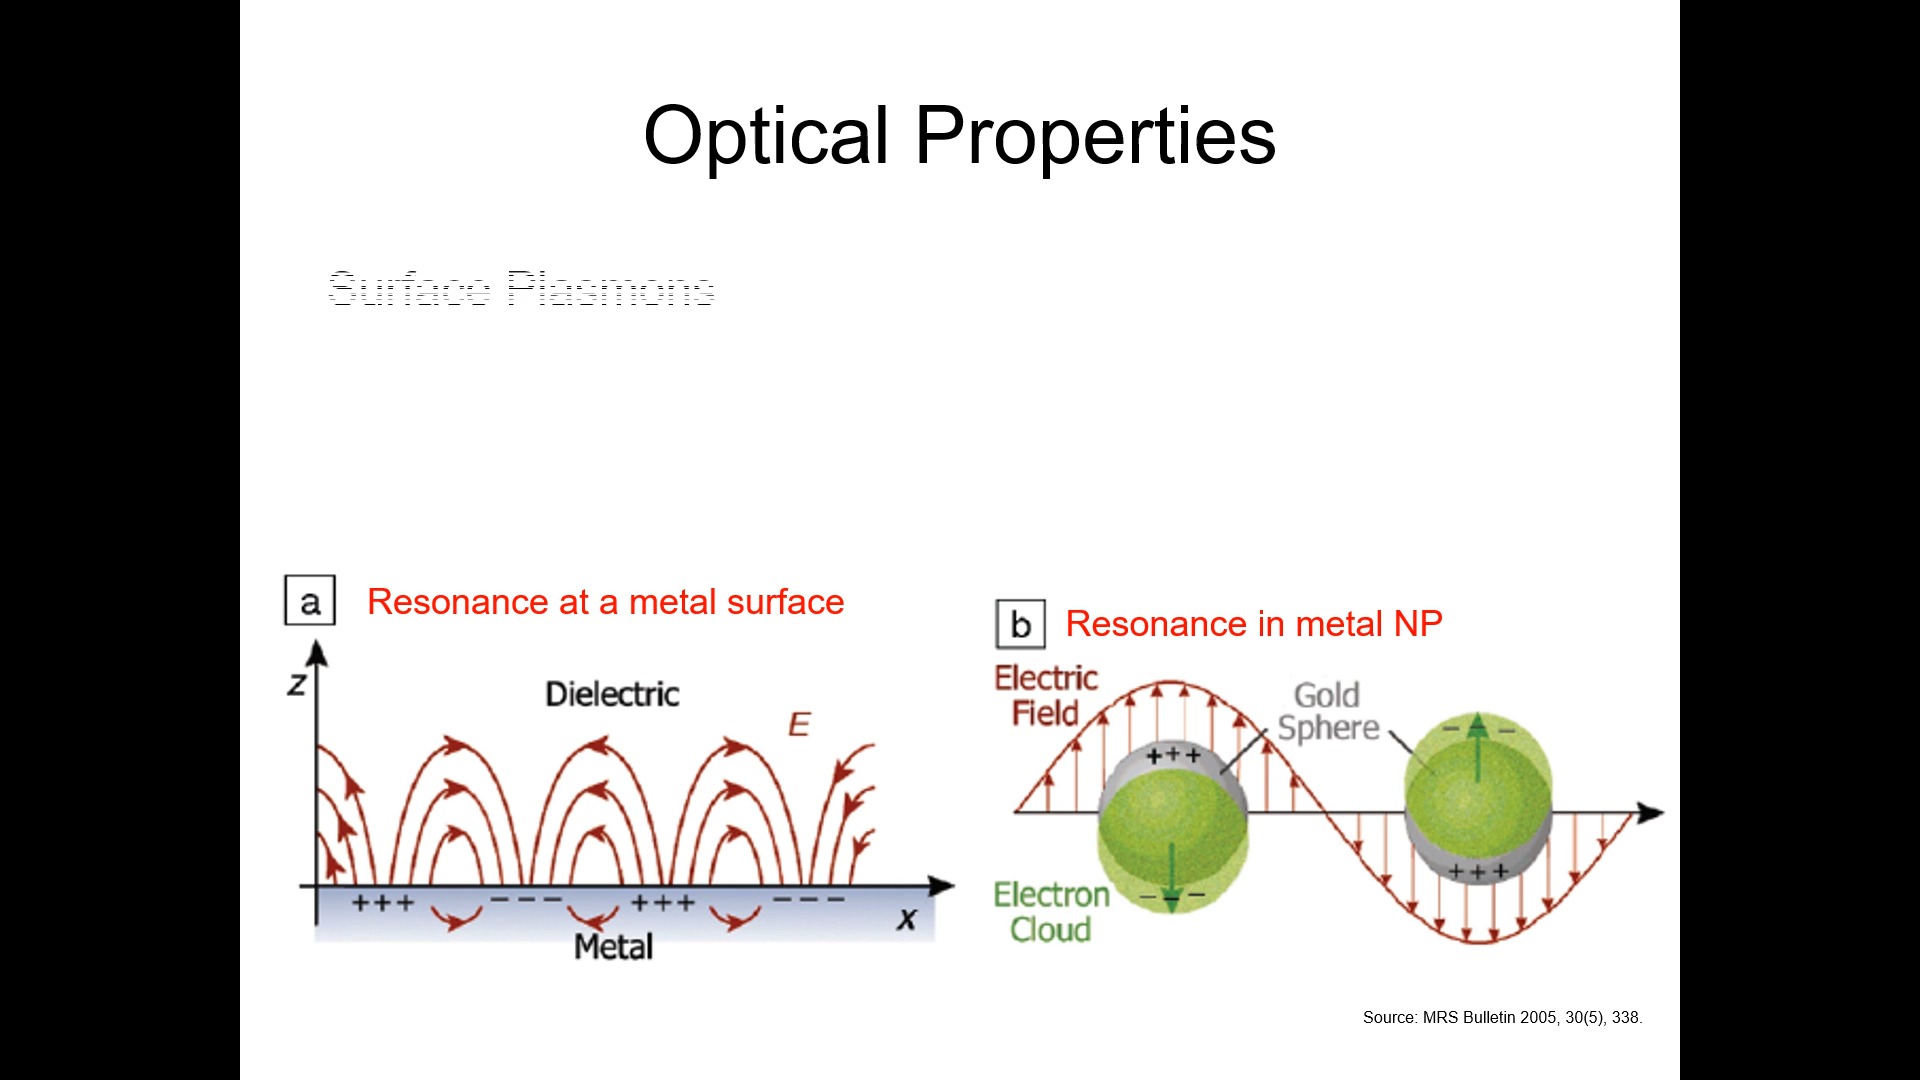 Optical Properties
Surface Plasmons
a Resonance at a metal surface
z
Dielectric
E
+++ --- +++ ---
x
Metal
b Resonance in metal NP
Electric
Field
Gold
Sphere
+++
---
---
+++
Electron
Cloud
Source: MRS Bulletin 2005, 30(5), 338.